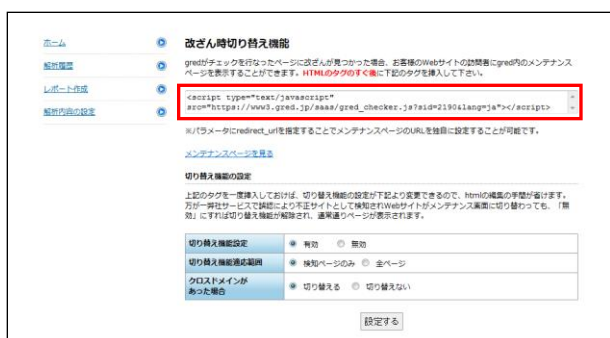 ホーム
解析履歴
レポート作成
解析内容の設定
改ざん時切り替え機能
gredがチェックを行なったページに改ざんが見つかった場合、お客様のWebサイトの訪問者にgred内のメンテナンス
ページを表示することができます。HTMLのタグのすぐ後に下記のタグを挿入して下さい。
<script type="text/javascript"
src="https://www3.gred.jp/saas/gred_checker.js?sid=2190&lang=ja"></script>
※パラメータにredirect_urlを指定することでメンテナンスページのURLを独自に設定することが可能です。
メンテナンスページを見る
切り替え機能の設定
上記のタグを一度挿入しておけば、切り替え機能の設定が下記より変更できるので、htmlの編集の手間が省けます。
万が一弊社サービスで誤認により不正サイトとして検知されWebサイトがメンテナンス画面に切り替わっても、「無
効」にすれば切り替え機能が解除され、通常通りページが表示されます。
切り替え機能設定 有効 無効
切り替え機能適応範囲 検知ページのみ 全ページ
クロスドメインが
あった場合 切り替える 切り替えない
設定する